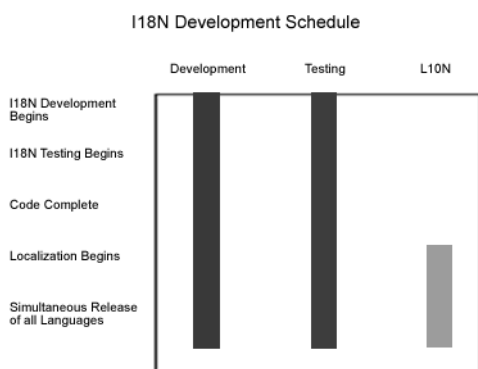 I18N Development Schedule
Development Testing L10N
I18N Development
Begins
I18N Testing Begins
Code Complete
Localization Begins
Simultaneous Release
of all Languages